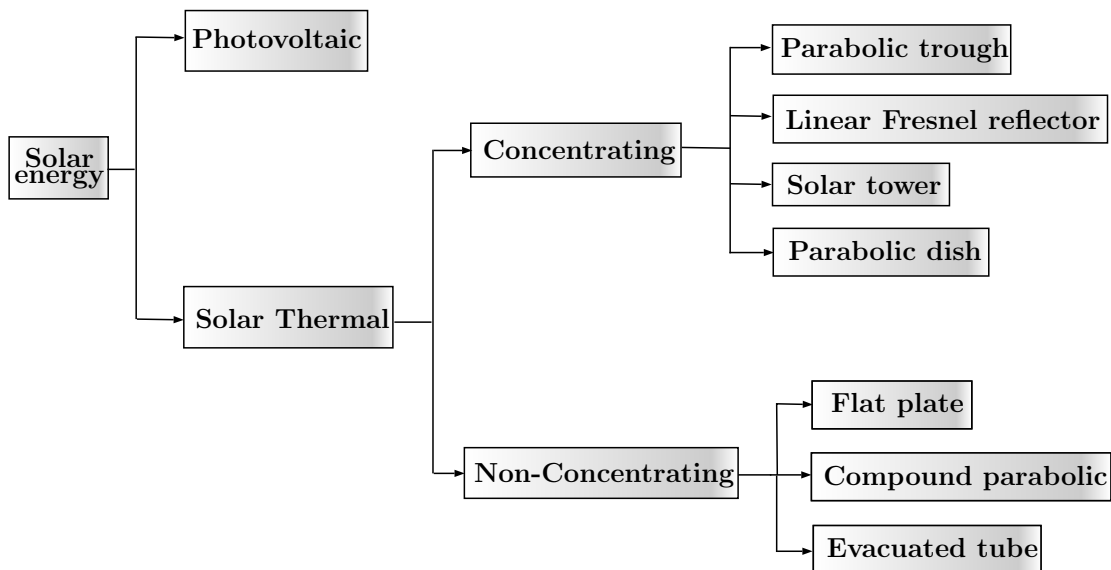 Solar
energy
Photovoltaic
Solar Thermal
Concentrating
Non-Concentrating
Parabolic trough
Linear Fresnel reflector
Solar tower
Parabolic dish
Flat plate
Compound parabolic
Evacuated tube